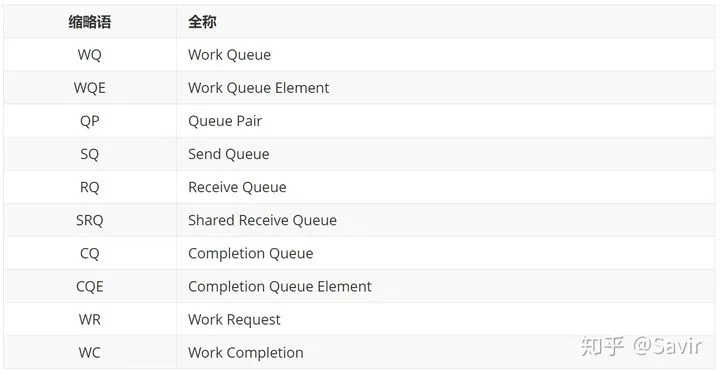 缩略语 全称
WQ Work Queue
WQE Work Queue Element
QP Queue Pair
SQ Send Queue
RQ Receive Queue
SRQ Shared Receive Queue
CQ Completion Queue
CQE Completion Queue Element
WR Work Request
WC Work Completion
知乎 @Savir